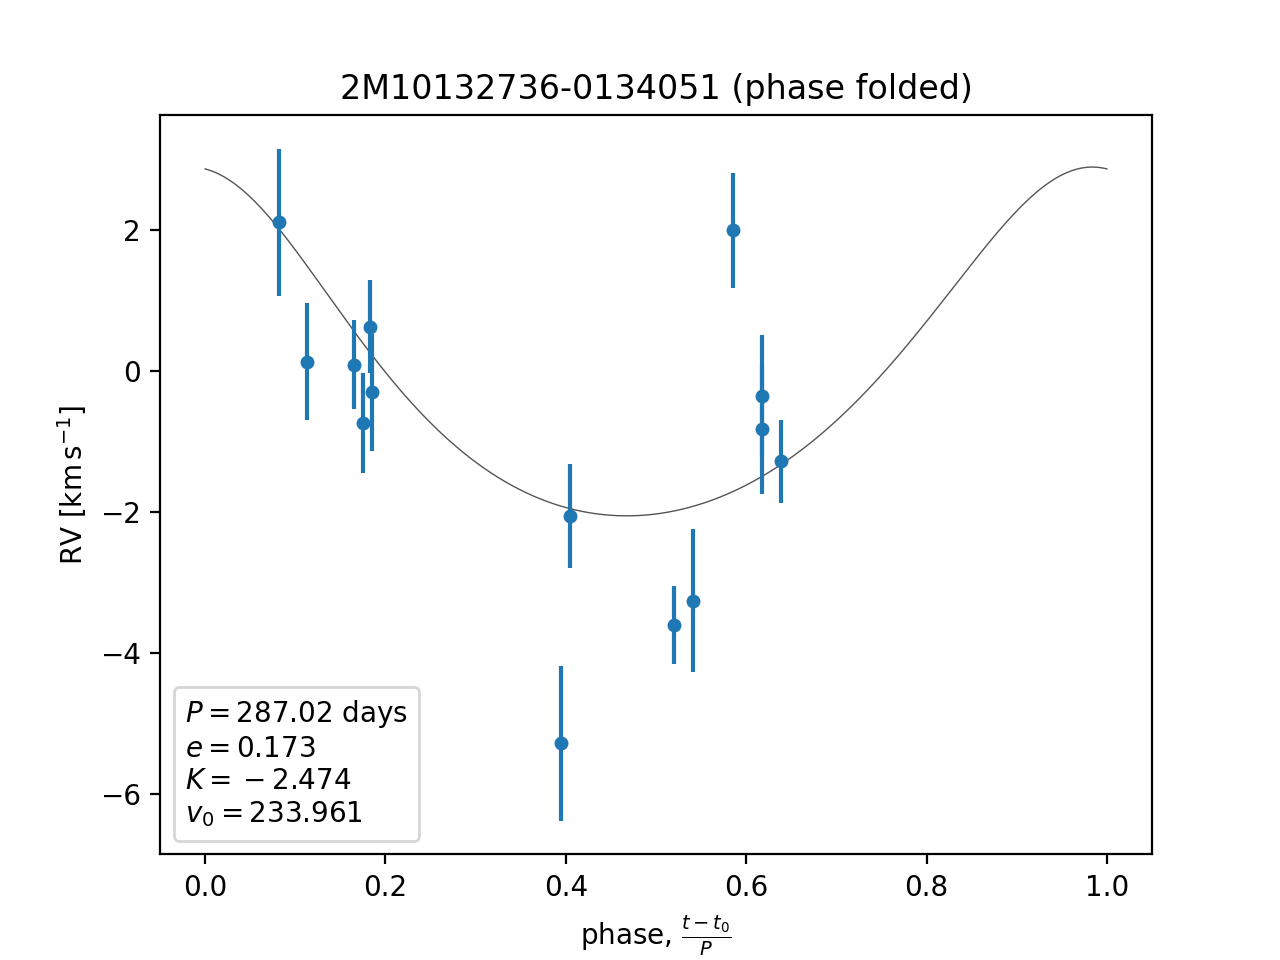 2M10132736-0134051 (phase folded)
RV [km s⁻¹]
2
0
−2
−4
−6
P = 287.02 days
e = 0.173
K = −2.474
v₀ = 233.961
0.0 0.2 0.4 0.6 0.8 1.0
phase, (t − t₀)/P